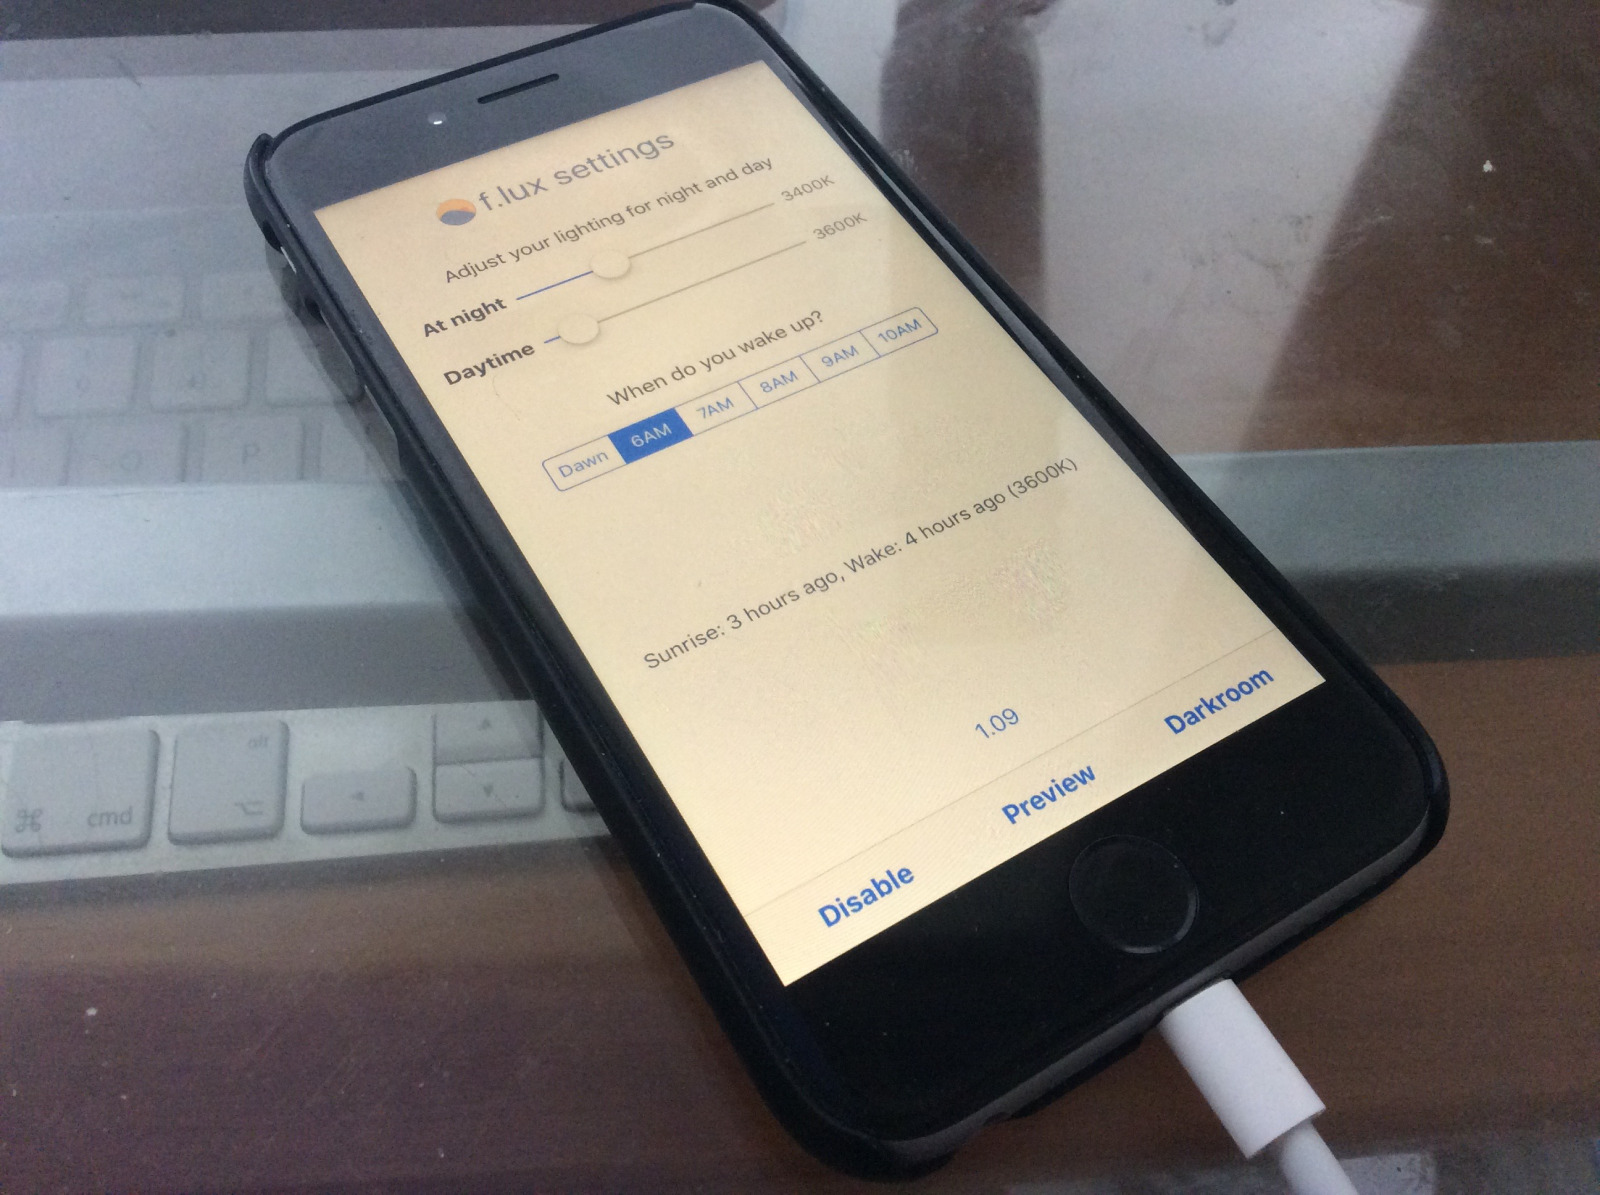 f.lux settings
Adjust your lighting for night and day
At night 3400K
Daytime 3600K
When do you wake up?
Dawn 6AM 7AM 8AM 9AM 10AM
Sunrise: 3 hours ago, Wake: 4 hours ago (3600K)
1.09
Disable Preview Darkroom
P
alt
⌘ cmd ⌥